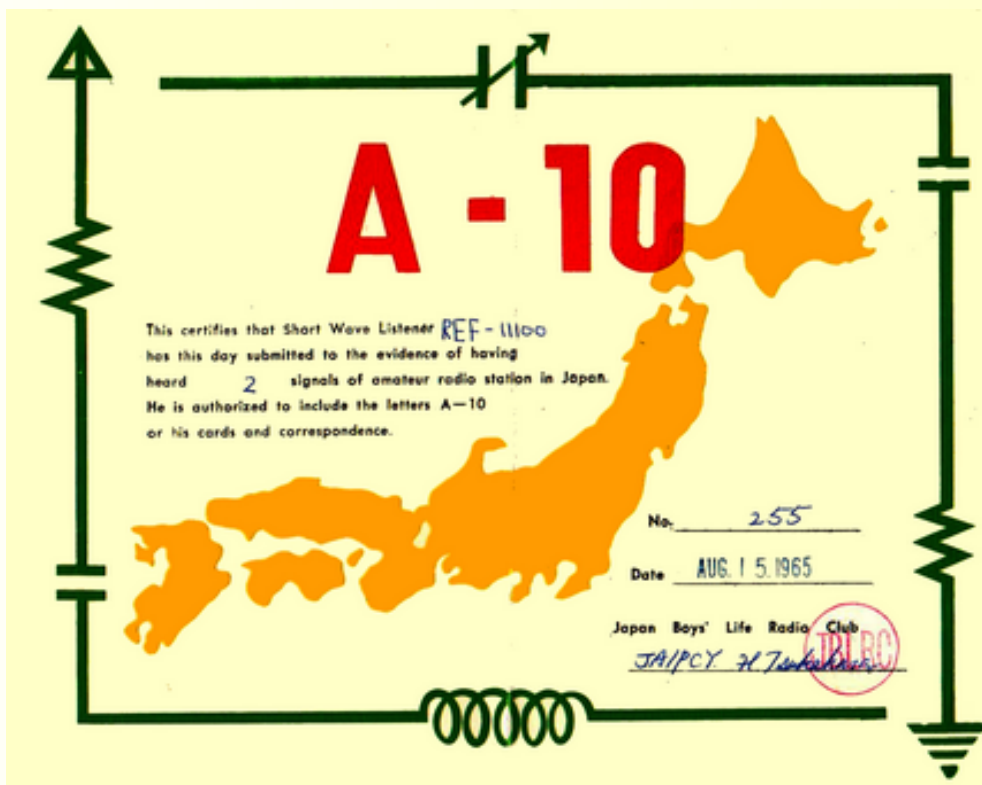 A - 10
This certifies that Short Wave Listener REF-11100
has this day submitted to the evidence of having
heard 2 signals of amateur radio station in Japan.
He is authorized to include the letters A—10
or his cards and correspondence.
No. 255
Date AUG. 15. 1965
Japan Boys' Life Radio Club
JBLRC
JA1PCY H.